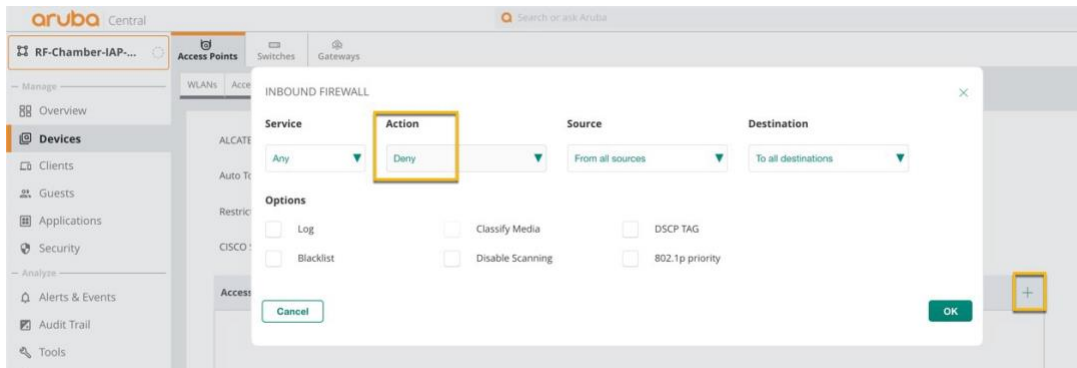 aruba Central
Search or ask Aruba
RF-Chamber-IAP-...
Access Points Switches Gateways
Manage
WLANs Acce
Overview
Devices
Clients
Guests
Applications
Security
Analyze
Alerts & Events
Audit Trail
Tools
ALCATE
Auto To
Restric
CISCO
Access
INBOUND FIREWALL
Service Action Source Destination
Any Deny From all sources To all destinations
Options
Log Classify Media DSCP TAG
Blacklist Disable Scanning 802.1p priority
Cancel OK